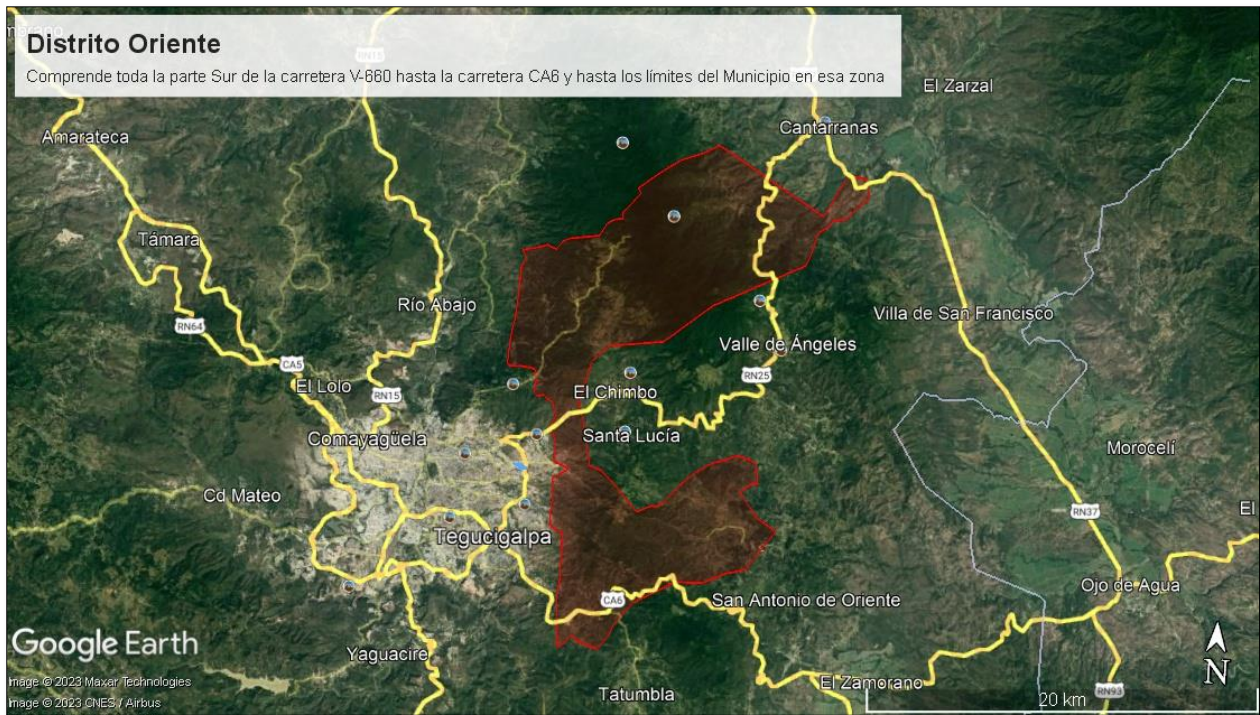 Distrito Oriente
Comprende toda la parte Sur de la carretera V-660 hasta la carretera CA6 y hasta los límites del Municipio en esa zona
RN15
El Zarzal
Cantarranas
Amarateca
Támara
Río Abajo
Villa de San Francisco
RN64
Valle de Ángeles
CA5
El Lolo
RN15
El Chimbo
RN25
Comayagüela
Santa Lucía
Morocelí
Cd Mateo
El
RN37
Tegucigalpa
Ojo de Agua
CA6
San Antonio de Oriente
Google Earth
Yaguacire
N
Image © 2023 Maxar Technologies
El Zamorano
RN93
Tatumbla
20 km
Image © 2023 CNES / Airbus